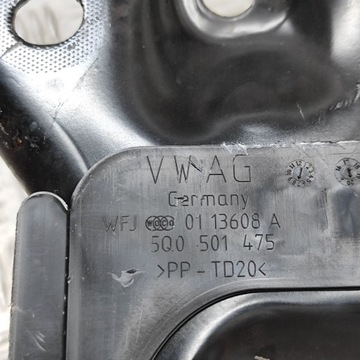 VWAG
Germany
WFJ 01 13608 A
5Q0 501 475
>PP-TD20<